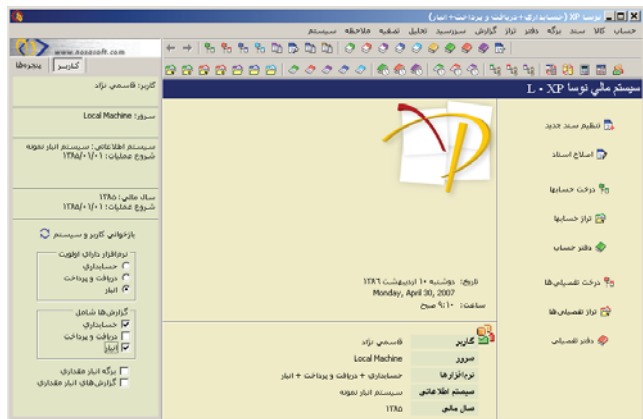 نوسا XP (حسابداری+دریافت و پرداخت+انبار)
حساب کالا سند برگه دفتر تراز گزارش سررسید تحلیل تصفیه ملاحظه سیستم
www.nosasoft.com
کاربر پنجره‌ها
سیستم مالی نوسا L - XP
تنظیم سند جدید
اصلاح اسناد
درخت حسابها
تراز حسابها
دفتر حساب
درخت تفصیلی‌ها
تراز تفصیلی‌ها
دفتر تفصیلی
تاریخ: دوشنبه ۱۰ اردیبهشت ۱۳۸۶
Monday, April 30, 2007
ساعت: ۹:۱۰ صبح
کاربر قاسمی نژاد
سرور Local Machine
نرم‌افزارها حسابداری + دریافت و پرداخت + انبار
سیستم اطلاعاتی سیستم انبار نمونه
سال مالی ۱۳۸۵
کاربر: قاسمی نژاد
سرور: Local Machine
سیستم اطلاعاتی: سیستم انبار نمونه
شروع عملیات: ۱۳۸۵/۰۱/۰۱
سال مالی: ۱۳۸۵
شروع عملیات: ۱۳۸۵/۰۱/۰۱
بازخوانی کاربر و سیستم
نرم‌افزار دارای اولویت
حسابداری
دریافت و پرداخت
انبار
گزارش‌ها شامل
حسابداری
دریافت و پرداخت
انبار
برگه انبار مقداری
گزارش‌های انبار مقداری